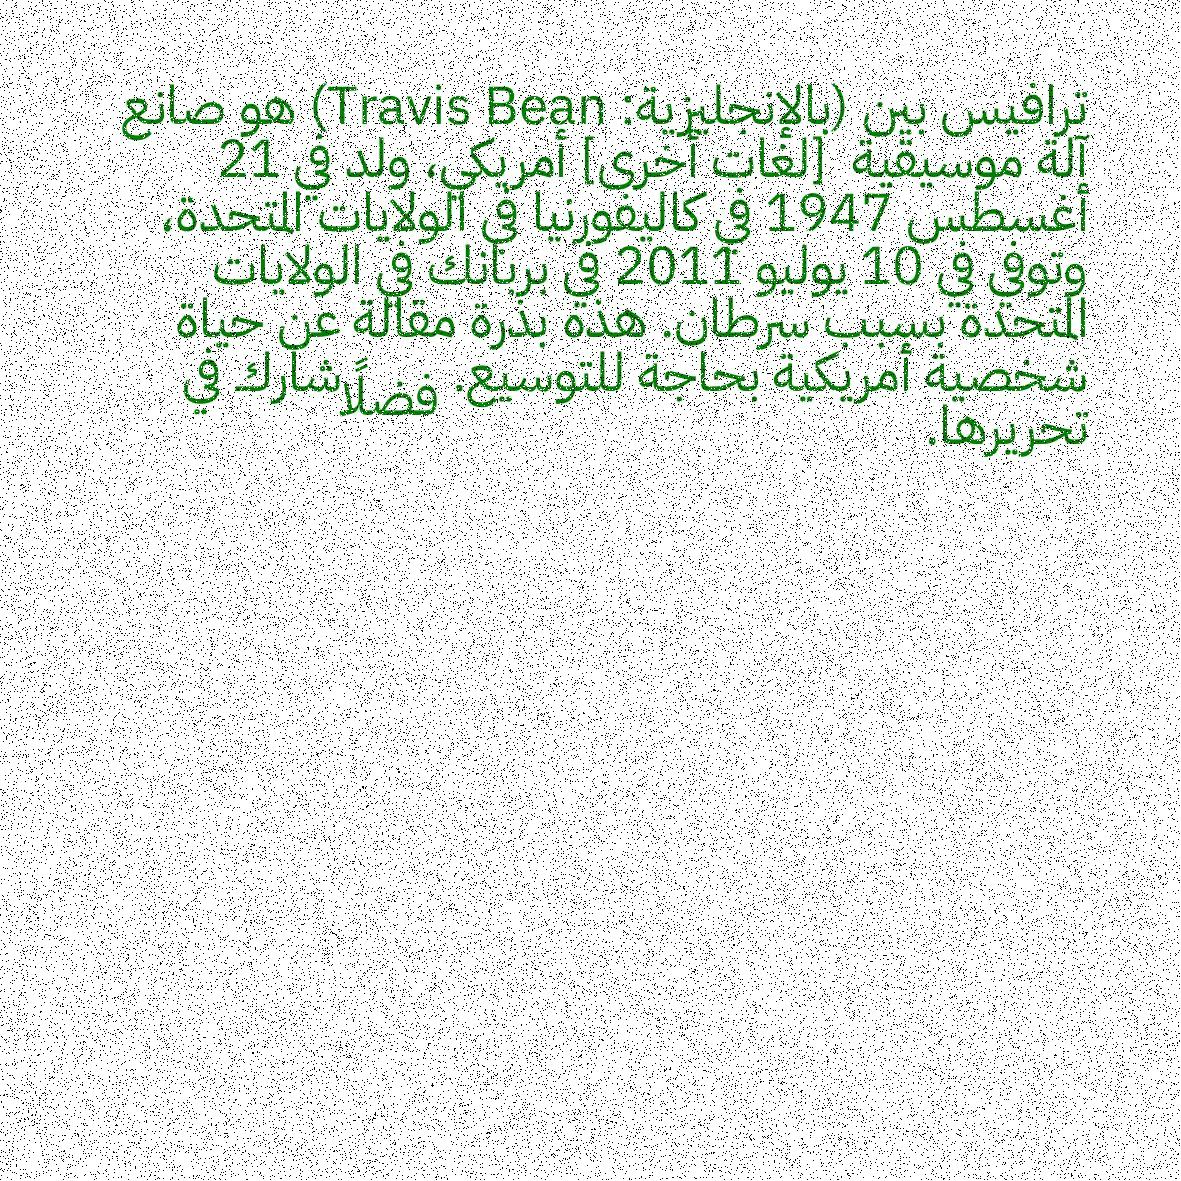 ترافيس بين (بالإنجليزية: Travis Bean) هو صانع
آلة موسيقية  [لغات أخرى] أمريكي، ولد في 21
أغسطس 1947 في كاليفورنيا في الولايات المتحدة،
وتوفي في 10 يوليو 2011 في بربانك في الولايات
المتحدة بسبب سرطان. هذه بذرة مقالة عن حياة
شخصية أمريكية بحاجة للتوسيع. فضلًا شارك في
تحريرها.